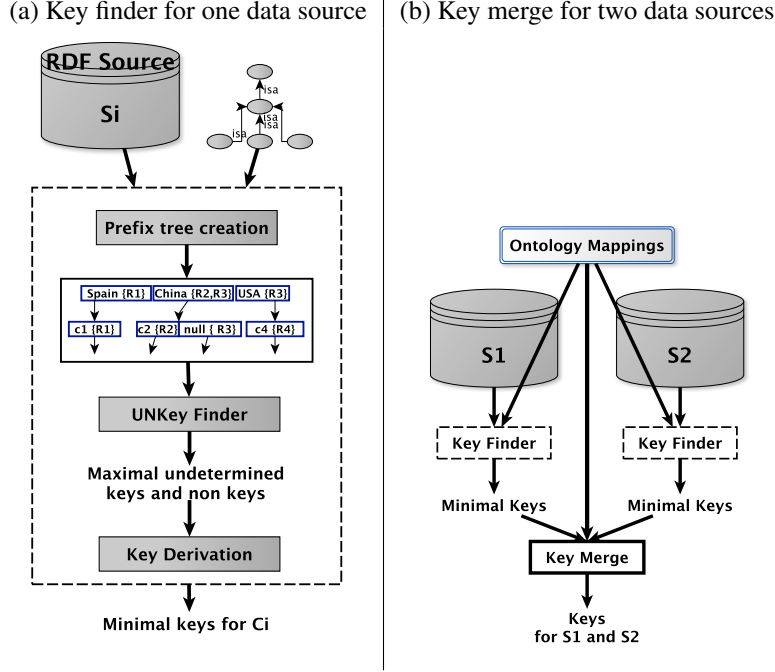 (a) Key finder for one data source
RDF Source
Si
isa
isa
isa
isa
Prefix tree creation
Spain {R1} China {R2,R3} USA {R3}
c1 {R1} c2 {R2} null { R3} c4 {R4}
UNKey Finder
Maximal undetermined
keys and non keys
Key Derivation
Minimal keys for Ci
(b) Key merge for two data sources
Ontology Mappings
S1 S2
Key Finder Key Finder
Minimal Keys Minimal Keys
Key Merge
Keys
for S1 and S2